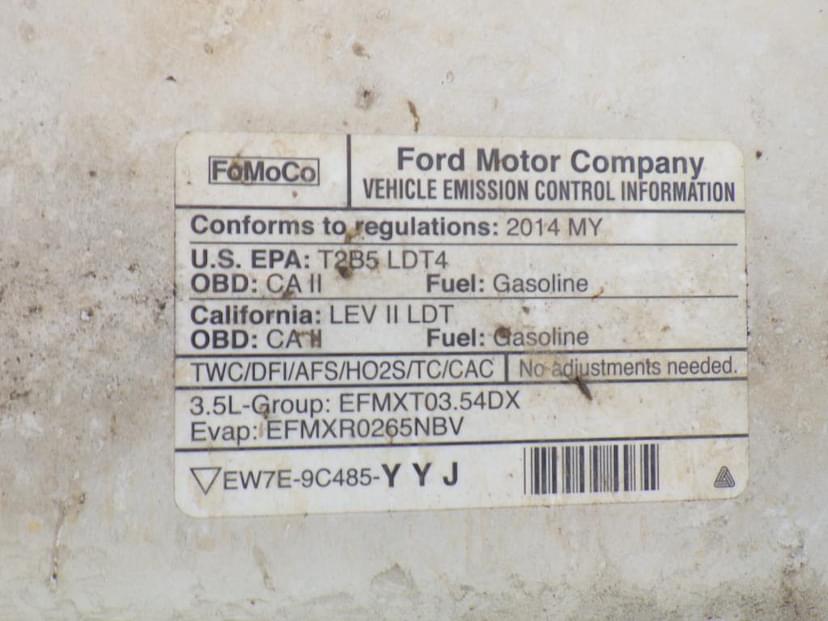 FoMoCo
Ford Motor Company
VEHICLE EMISSION CONTROL INFORMATION
Conforms to regulations: 2014 MY
U.S. EPA: T2B5 LDT4
OBD: CA II Fuel: Gasoline
California: LEV II LDT
OBD: CA II Fuel: Gasoline
TWC/DFI/AFS/HO2S/TC/CAC No adjustments needed.
3.5L-Group: EFMXT03.54DX
Evap: EFMXR0265NBV
EW7E-9C485-YYJ